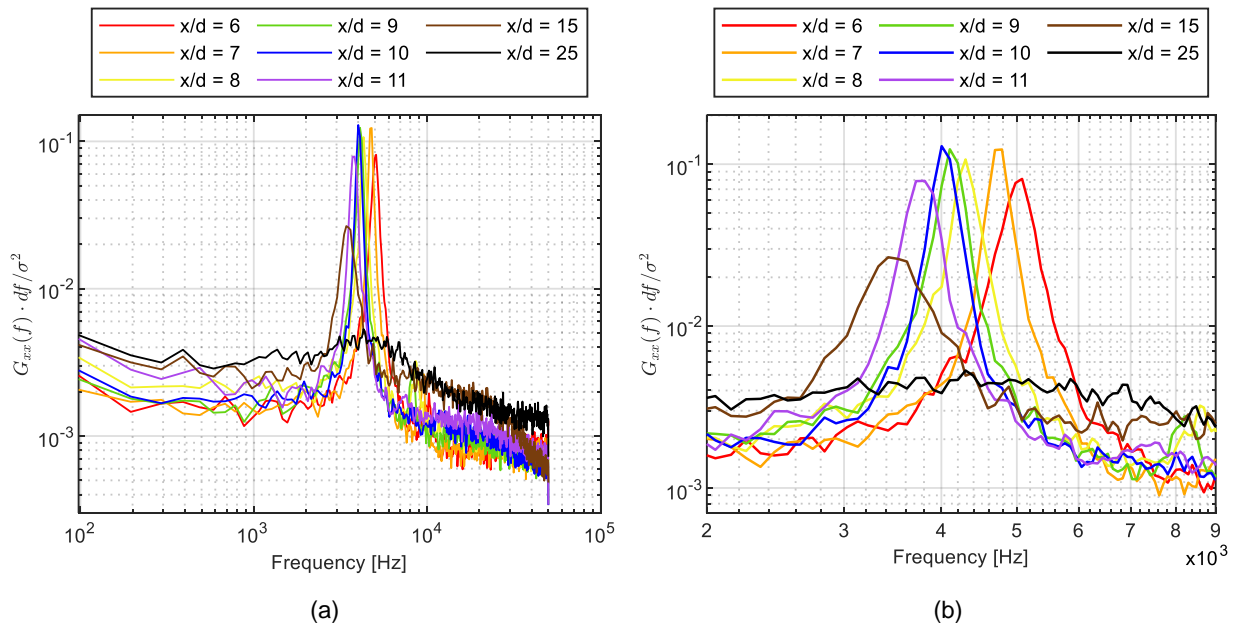 x/d = 6 x/d = 9 x/d = 15
x/d = 7 x/d = 10 x/d = 25
x/d = 8 x/d = 11
10^-1
10^-2
10^-3
G_xx(f) · df/σ^2
10^2 10^3 10^4 10^5
Frequency [Hz]
(a)
x/d = 6 x/d = 9 x/d = 15
x/d = 7 x/d = 10 x/d = 25
x/d = 8 x/d = 11
10^-1
10^-2
10^-3
G_xx(f) · df/σ^2
2 3 4 5 6 7 8 9
Frequency [Hz] x10^3
(b)